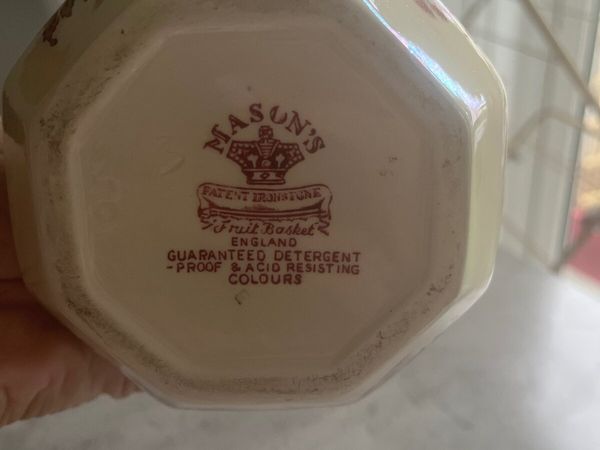 MASON'S
PATENT IRONSTONE
Fruit Basket
ENGLAND
GUARANTEED DETERGENT
-PROOF & ACID RESISTING
COLOURS